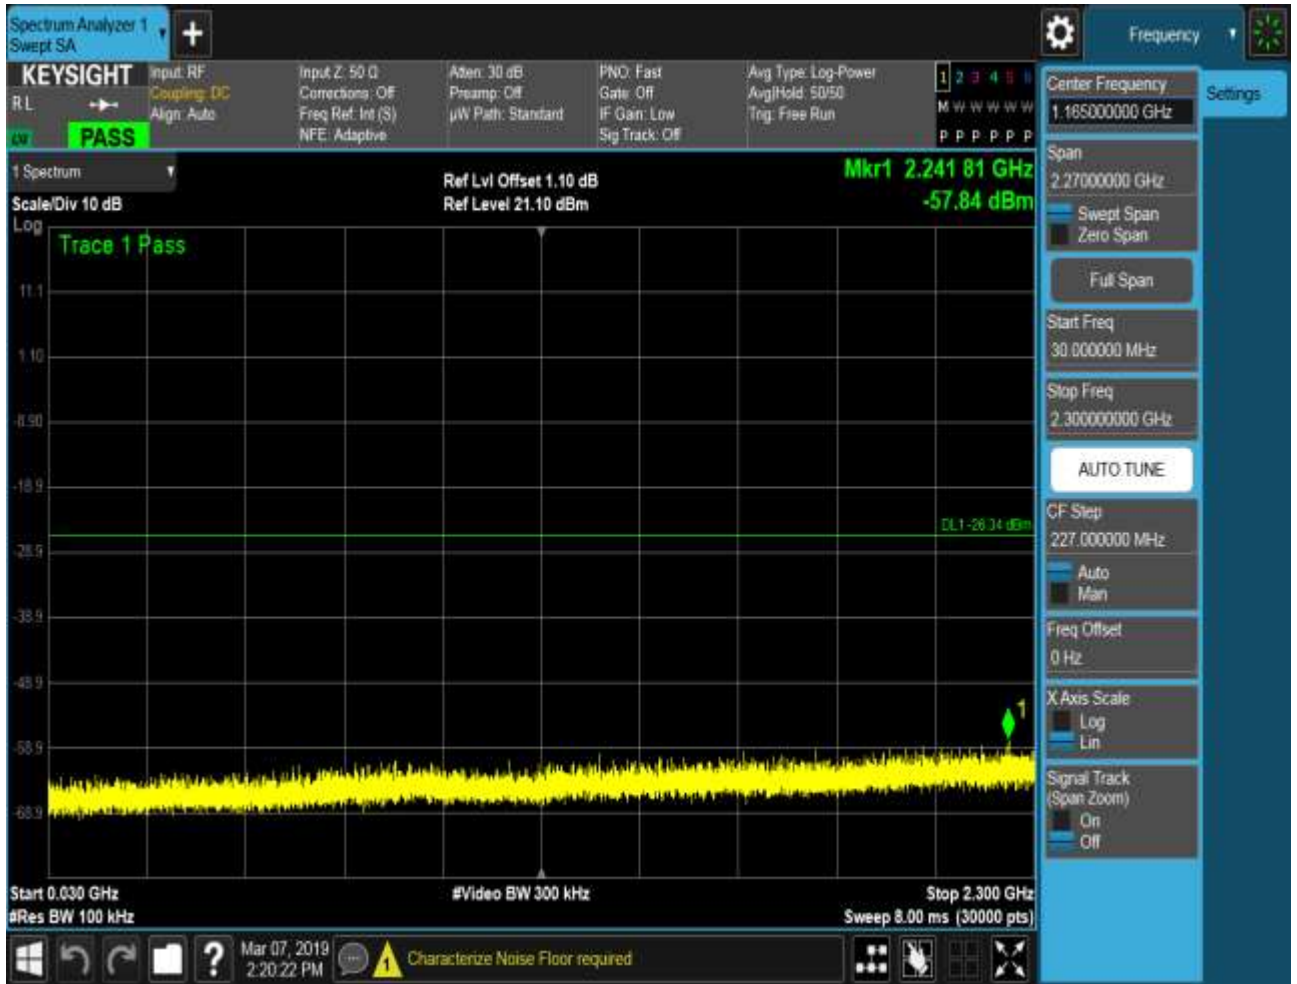 Spectrum Analyzer 1
Swept SA
Frequency
KEYSIGHT
RL
PASS
Input: RF
Coupling: DC
Align: Auto
Input Z: 50 Ω
Corrections: Off
Freq Ref: Int (S)
NFE: Adaptive
Atten: 30 dB
Preamp: Off
µW Path: Standard
PNO: Fast
Gate: Off
IF Gain: Low
Sig Track: Off
Avg Type: Log-Power
Avg|Hold: 50/50
Trig: Free Run
1 2 3 4 5 6
M W W W W W
P P P P P P
Settings
Center Frequency
1.165000000 GHz
Span
2.27000000 GHz
Swept Span
Zero Span
Full Span
Start Freq
30.000000 MHz
Stop Freq
2.300000000 GHz
AUTO TUNE
CF Step
227.000000 MHz
Auto
Man
Freq Offset
0 Hz
X Axis Scale
Log
Lin
Signal Track
(Span Zoom)
On
Off
1 Spectrum
Scale/Div 10 dB
Log
Ref Lvl Offset 1.10 dB
Ref Level 21.10 dBm
Mkr1 2.241 81 GHz
-57.84 dBm
Trace 1 Pass
11.1
1.10
-8.90
-18.9
DL1 -26.34 dBm
-28.9
-38.9
-48.9
1
-58.9
-68.9
Start 0.030 GHz
#Video BW 300 kHz
Stop 2.300 GHz
#Res BW 100 kHz
Sweep 8.00 ms (30000 pts)
?
Mar 07, 2019
2:20:22 PM
1
Characterize Noise Floor required